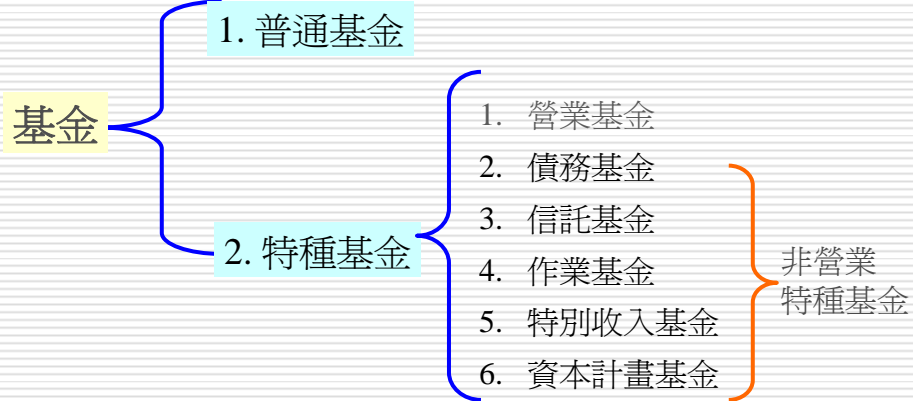 1. 普通基金
基金
2. 特種基金
1. 營業基金
2. 債務基金
3. 信託基金
4. 作業基金
5. 特別收入基金
6. 資本計畫基金
非營業
特種基金